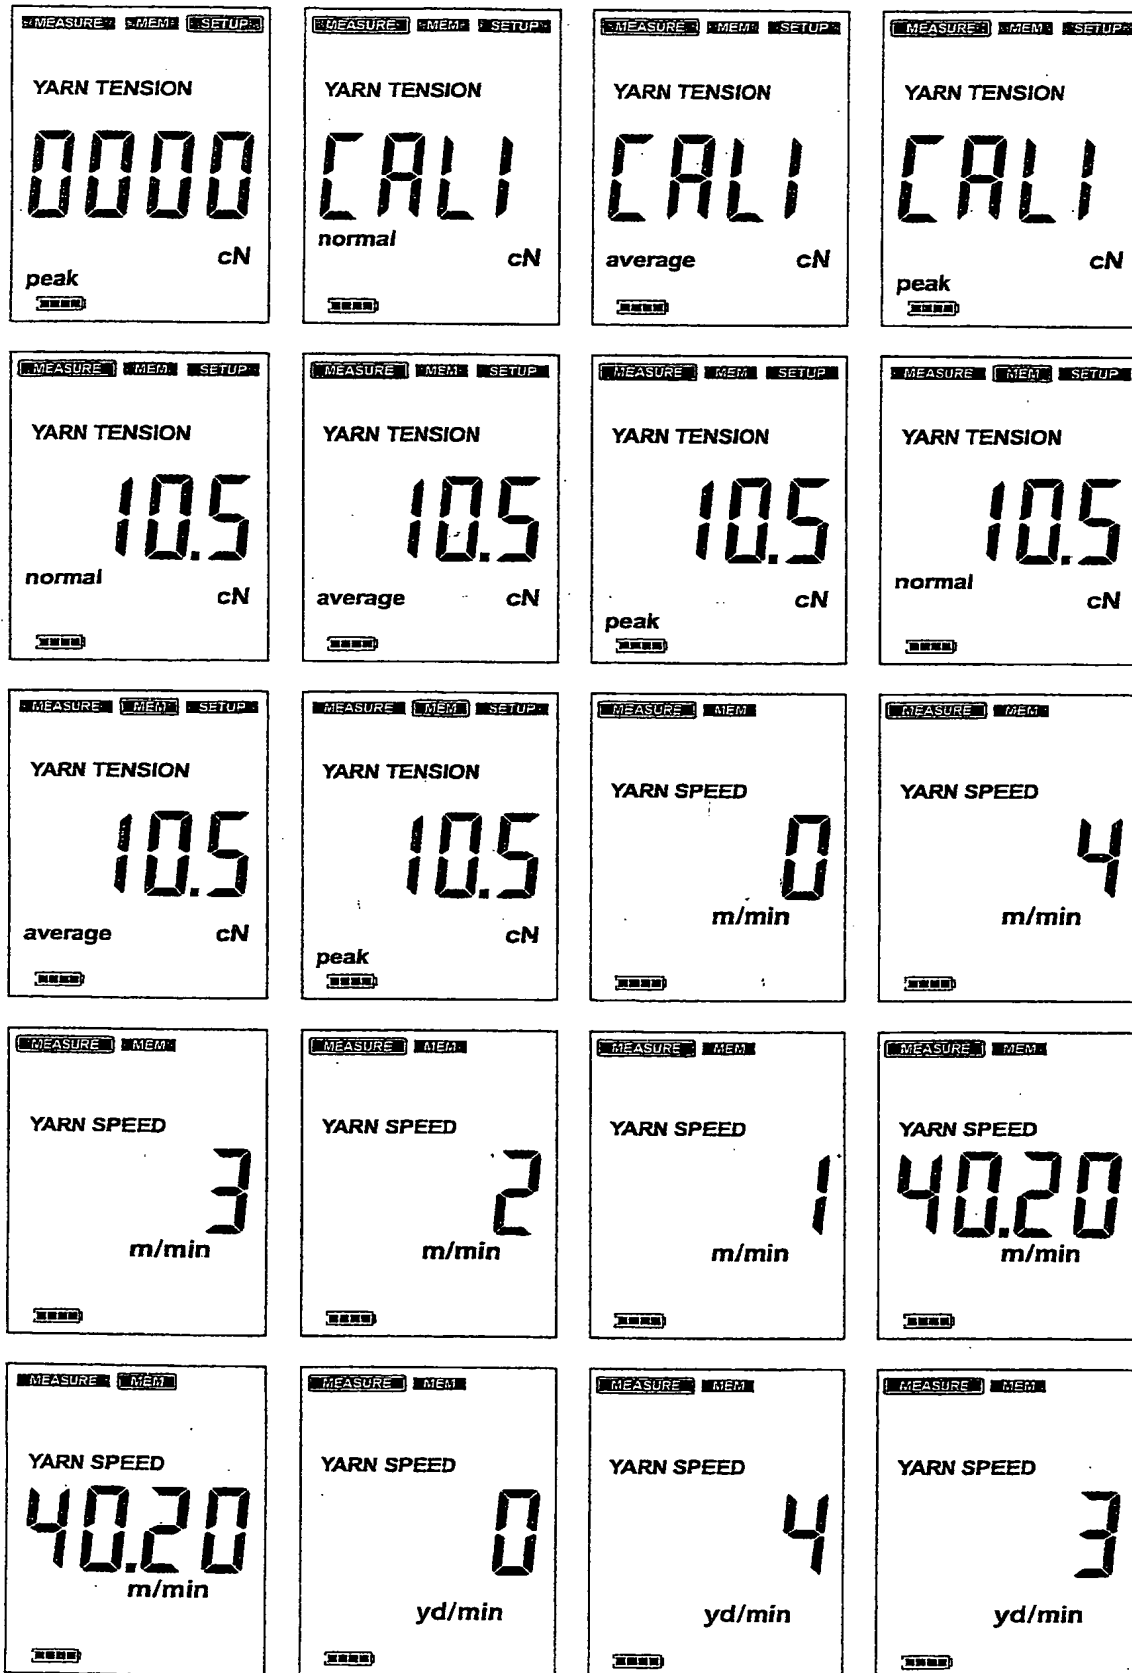 MEASURE MEM SETUP
YARN TENSION
0000
cN
peak
MEASURE MEM SETUP
YARN TENSION
CALI
normal
cN
MEASURE MEM SETUP
YARN TENSION
CALI
average cN
MEASURE MEM SETUP
YARN TENSION
CALI
cN
peak
MEASURE MEM SETUP
YARN TENSION
10.5
normal
cN
MEASURE MEM SETUP
YARN TENSION
10.5
average cN
MEASURE MEM SETUP
YARN TENSION
10.5
cN
peak
MEASURE MEM SETUP
YARN TENSION
10.5
normal
cN
MEASURE MEM SETUP
YARN TENSION
10.5
average cN
MEASURE MEM SETUP
YARN TENSION
10.5
cN
peak
MEASURE MEM
YARN SPEED
0
m/min
MEASURE MEM
YARN SPEED
4
m/min
MEASURE MEM
YARN SPEED
3
m/min
MEASURE MEM
YARN SPEED
2
m/min
MEASURE MEM
YARN SPEED
1
m/min
MEASURE MEM
YARN SPEED
40.20
m/min
MEASURE MEM
YARN SPEED
40.20
m/min
MEASURE MEM
YARN SPEED
0
yd/min
MEASURE MEM
YARN SPEED
4
yd/min
MEASURE MEM
YARN SPEED
3
yd/min